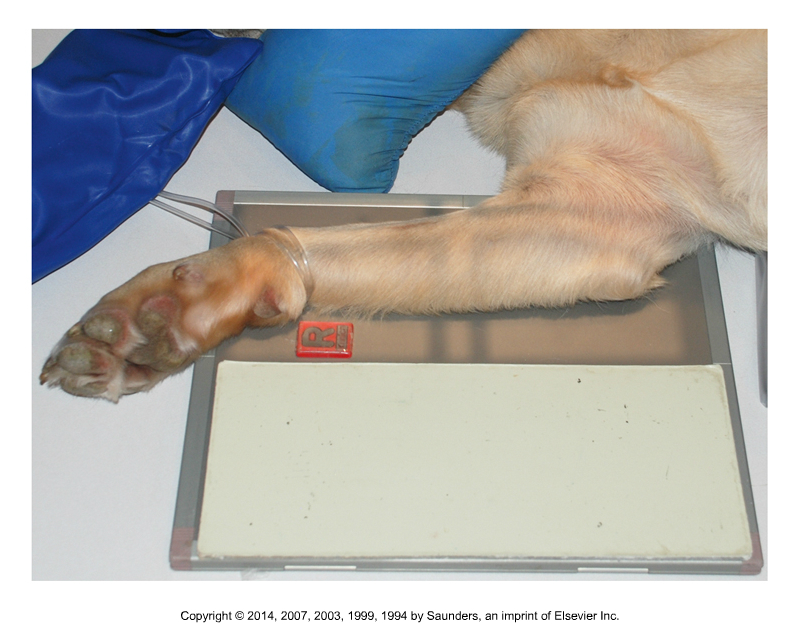 R
Copyright © 2014, 2007, 2003, 1999, 1994 by Saunders, an imprint of Elsevier Inc.